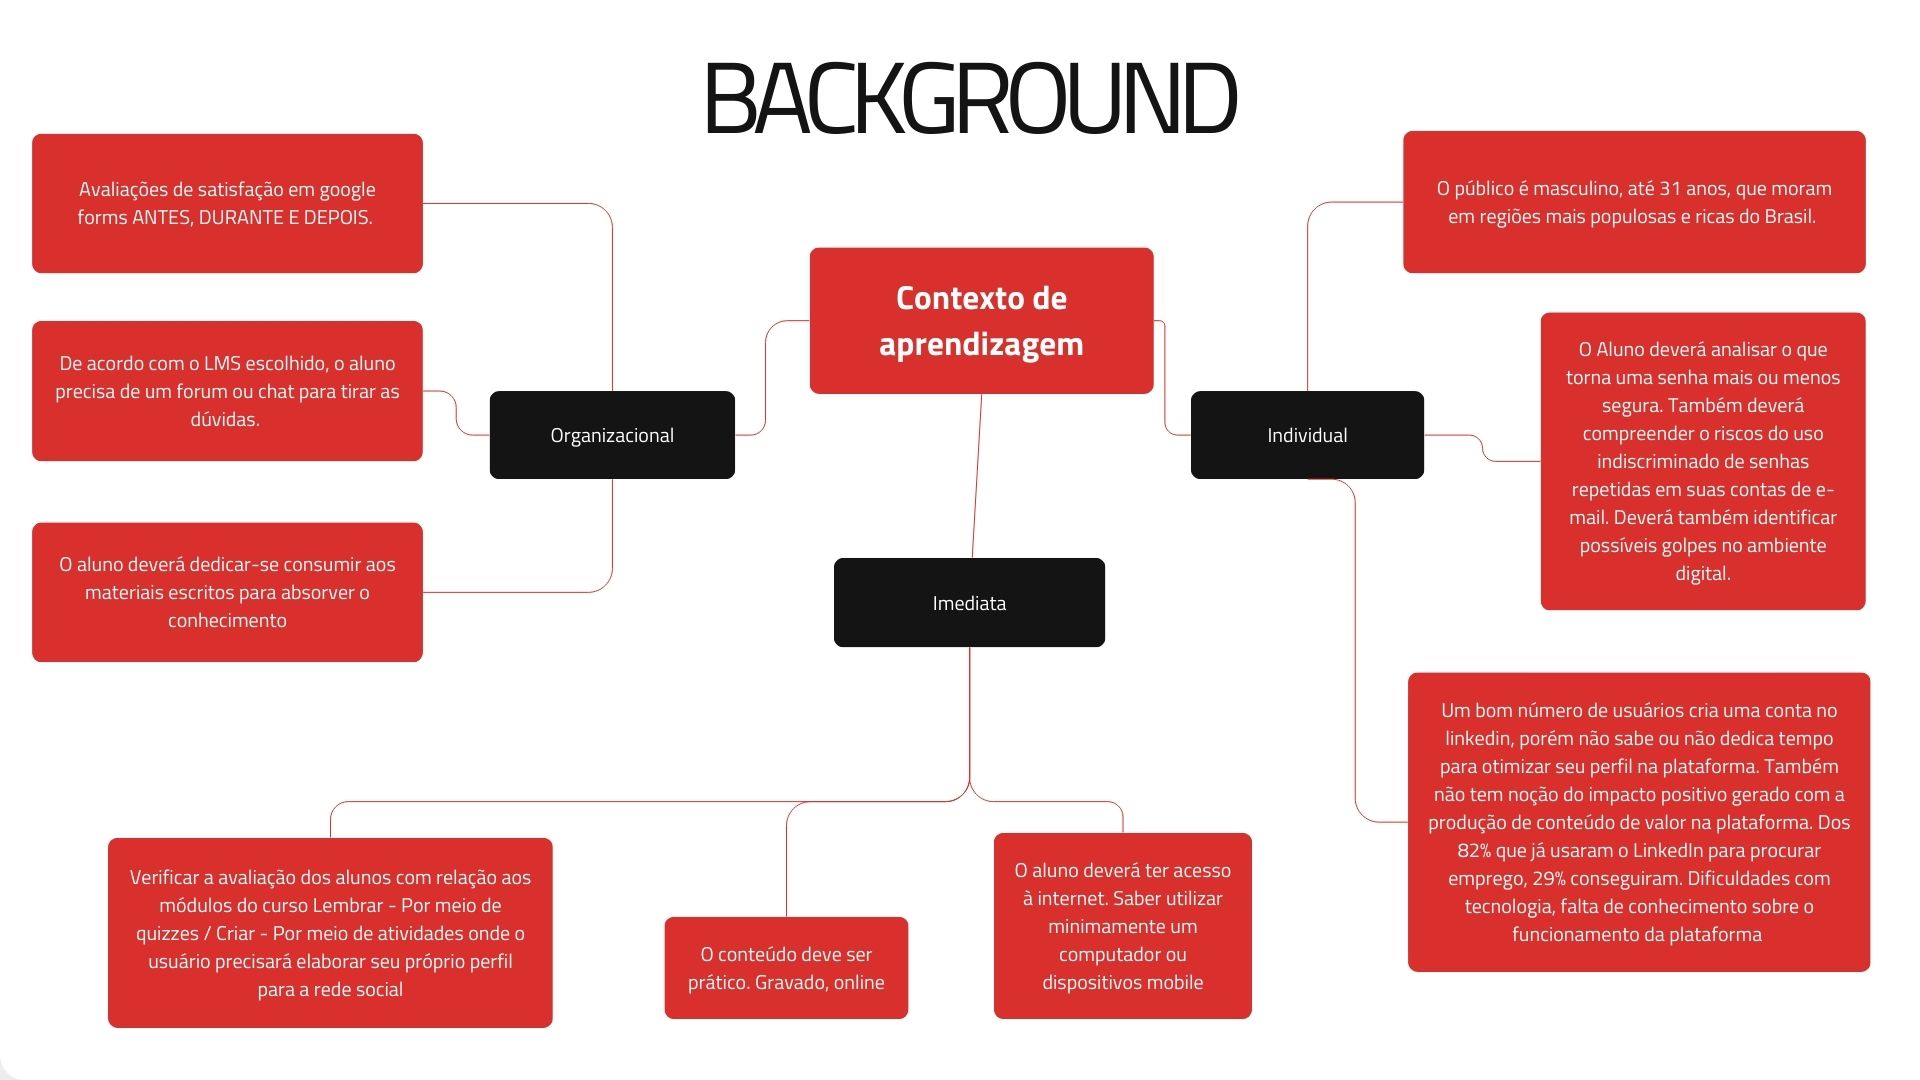 BACKGROUND
Avaliações de satisfação em google
forms ANTES, DURANTE E DEPOIS.
De acordo com o LMS escolhido, o aluno
precisa de um forum ou chat para tirar as
dúvidas.
O aluno deverá dedicar-se consumir aos
materiais escritos para absorver o
conhecimento
Organizacional
Contexto de
aprendizagem
Imediata
Individual
O público é masculino, até 31 anos, que moram
em regiões mais populosas e ricas do Brasil.
O Aluno deverá analisar o que
torna uma senha mais ou menos
segura. Também deverá
compreender o riscos do uso
indiscriminado de senhas
repetidas em suas contas de e-
mail. Deverá também identificar
possíveis golpes no ambiente
digital.
Um bom número de usuários cria uma conta no
linkedin, porém não sabe ou não dedica tempo
para otimizar seu perfil na plataforma. Também
não tem noção do impacto positivo gerado com a
produção de conteúdo de valor na plataforma. Dos
82% que já usaram o LinkedIn para procurar
emprego, 29% conseguiram. Dificuldades com
tecnologia, falta de conhecimento sobre o
funcionamento da plataforma
Verificar a avaliação dos alunos com relação aos
módulos do curso Lembrar - Por meio de
quizzes / Criar - Por meio de atividades onde o
usuário precisará elaborar seu próprio perfil
para a rede social
O conteúdo deve ser
prático. Gravado, online
O aluno deverá ter acesso
à internet. Saber utilizar
minimamente um
computador ou
dispositivos mobile